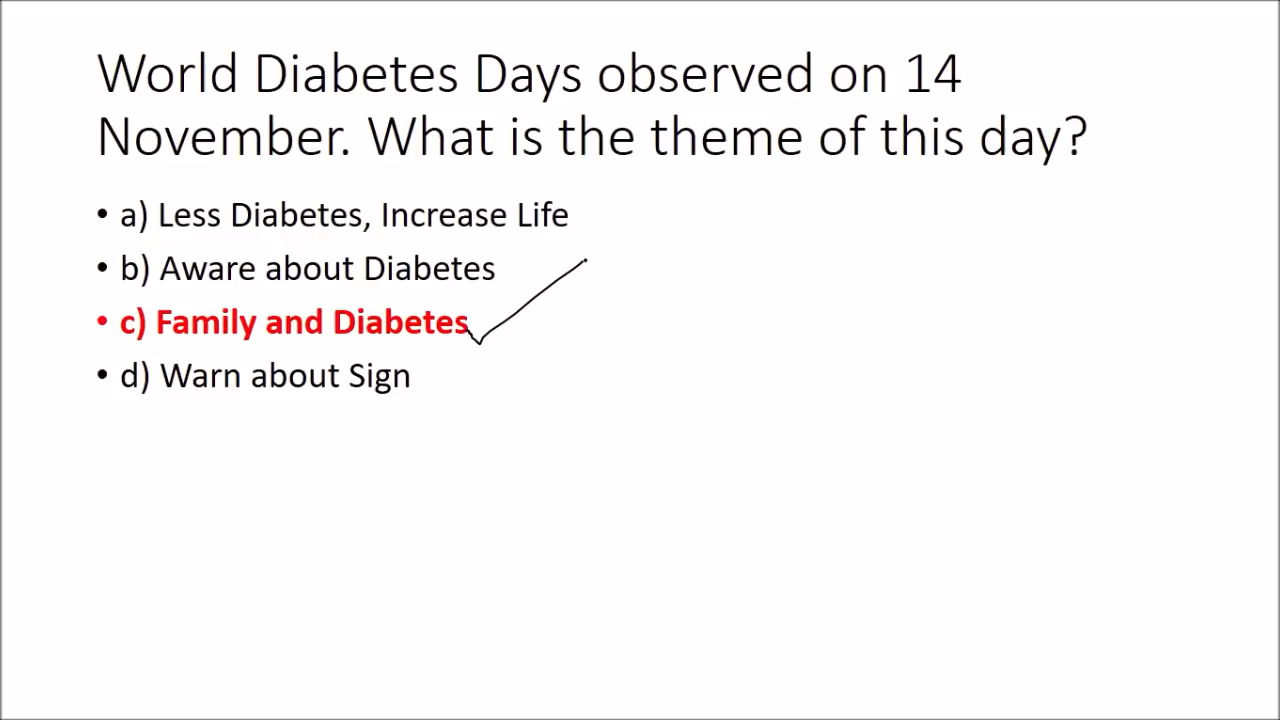 World Diabetes Days observed on 14
November. What is the theme of this day?
• a) Less Diabetes, Increase Life
• b) Aware about Diabetes
• c) Family and Diabetes
• d) Warn about Sign